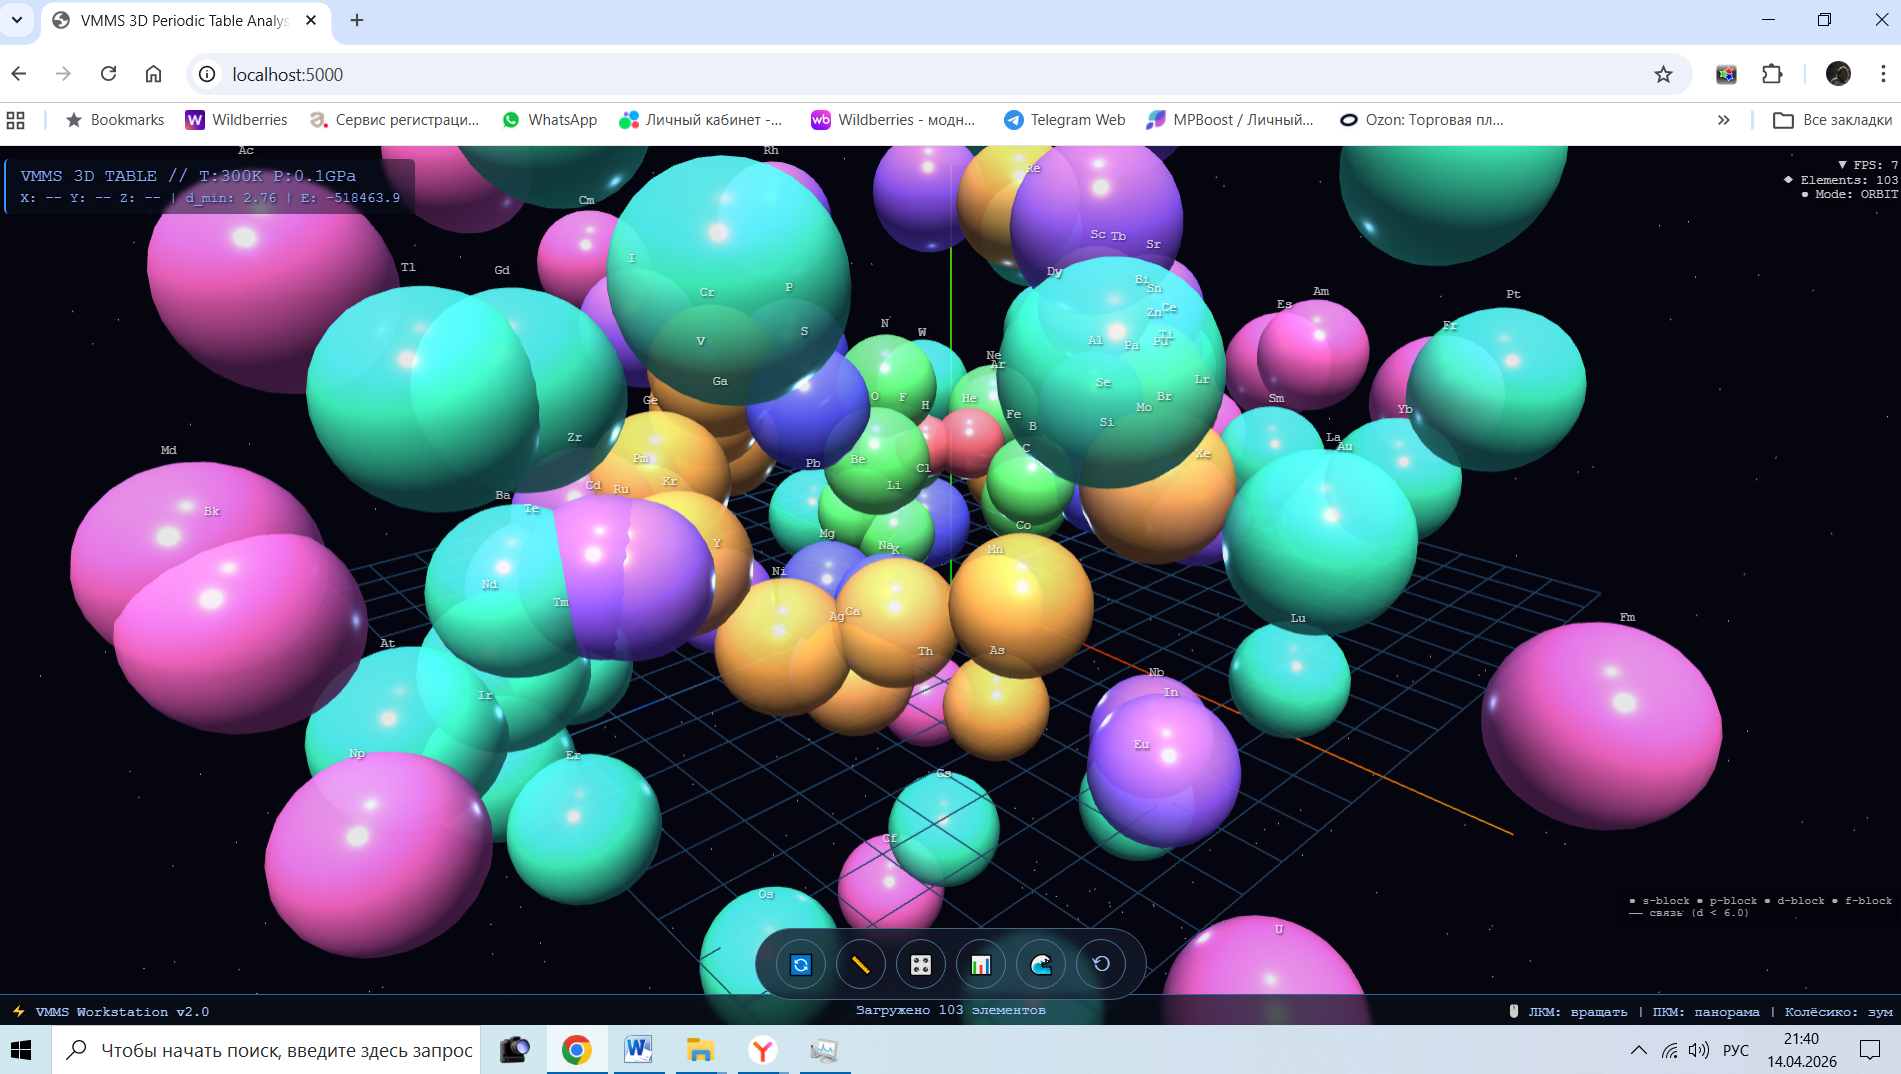 VMMS 3D Periodic Table Analys
localhost:5000
Bookmarks
Wildberries
Сервис регистраци...
WhatsApp
Личный кабинет -...
Wildberries - модн...
Telegram Web
MPBoost / Личный...
Ozon: Торговая пл...
Все закладки
VMMS 3D TABLE // T:300K P:0.1GPa
X: -- Y: -- Z: -- | d_min: 2.76 | E: -518463.9
▼ FPS: 7
◆ Elements: 103
● Mode: ORBIT
Ac
Rh
Re
Cm
Sc
Tb
Sr
I
Tl
Gd
Dy
Bi
Sn
Cr
P
Es
Am
Pt
Zn
Ce
N
W
S
V
Al
Pa
Ti
Pd
Fr
Ne
Ar
Ga
Se
Lr
Ge
O
F
H
He
Fe
Mo
Br
Sm
Yb
B
Si
Zr
La
Au
Md
Pm
Pb
Be
Cl
C
Xe
Kr
Cd
Ru
Li
Ba
Te
Bk
Co
Mg
Y
Na
K
Mn
Ni
Nd
Tm
Ag
Ca
Lu
Fm
At
Th
As
Nb
In
Ir
Eu
Np
Er
Cs
Cf
Os
U
● s-block ● p-block ● d-block ● f-block
── связь (d < 6.0)
⚡ VMMS Workstation v2.0
Загружено 103 элементов
ЛКМ: вращать | ПКМ: панорама | Колёсико: зум
Чтобы начать поиск, введите здесь запрос
РУС
21:40
14.04.2026